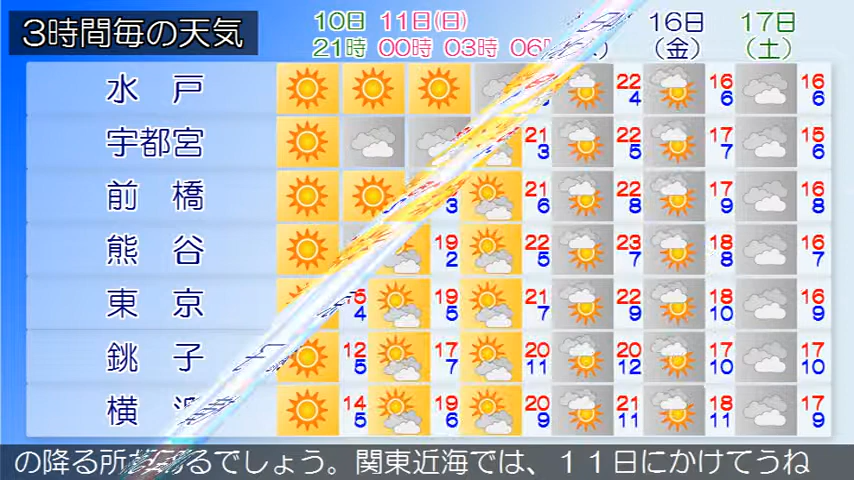 3時間毎の天気
10日 11日(日) 16日 17日
21時 00時 03時 (金) (土)
水戸 22 4 16 6 16 6
宇都宮 21 3 22 5 17 7 15 6
前橋 3 21 6 22 8 17 9 16 8
熊谷 19 2 22 5 23 7 18 8 16 7
東京 4 19 5 21 7 22 9 18 10 16 9
銚子 12 5 17 7 20 11 20 12 17 10 17 10
横 14 5 19 6 20 9 21 11 18 11 17 9
の降る所 るでしょう。関東近海では、11日にかけてうね